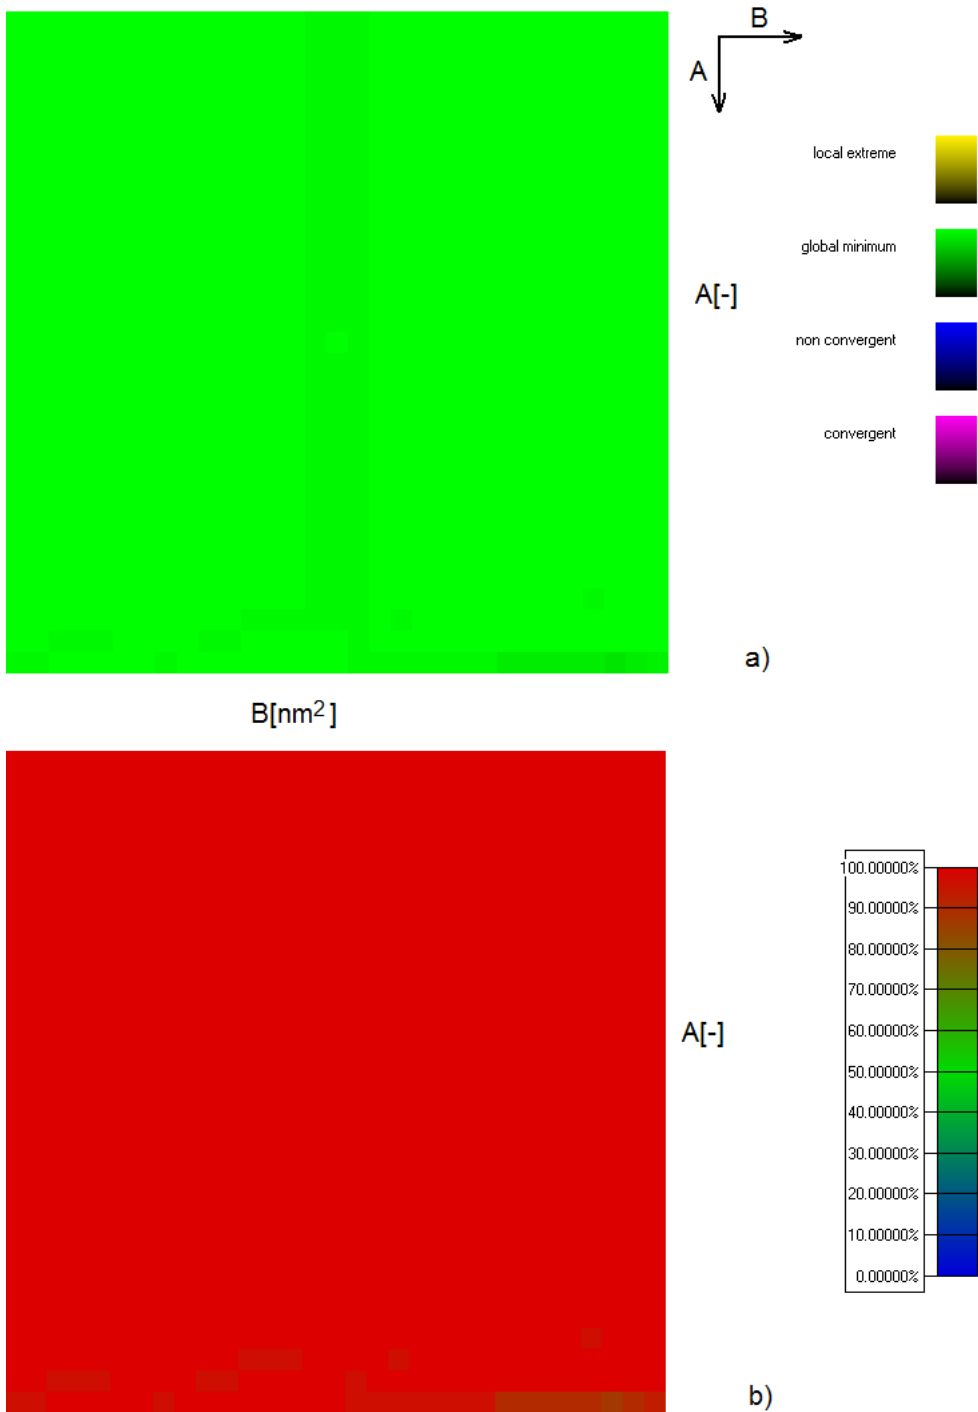 B
A
local extreme
global minimum
A[-]
non convergent
convergent
a)
B[nm²]
100.00000%
90.00000%
80.00000%
70.00000%
60.00000%
50.00000%
40.00000%
30.00000%
20.00000%
10.00000%
0.00000%
A[-]
b)